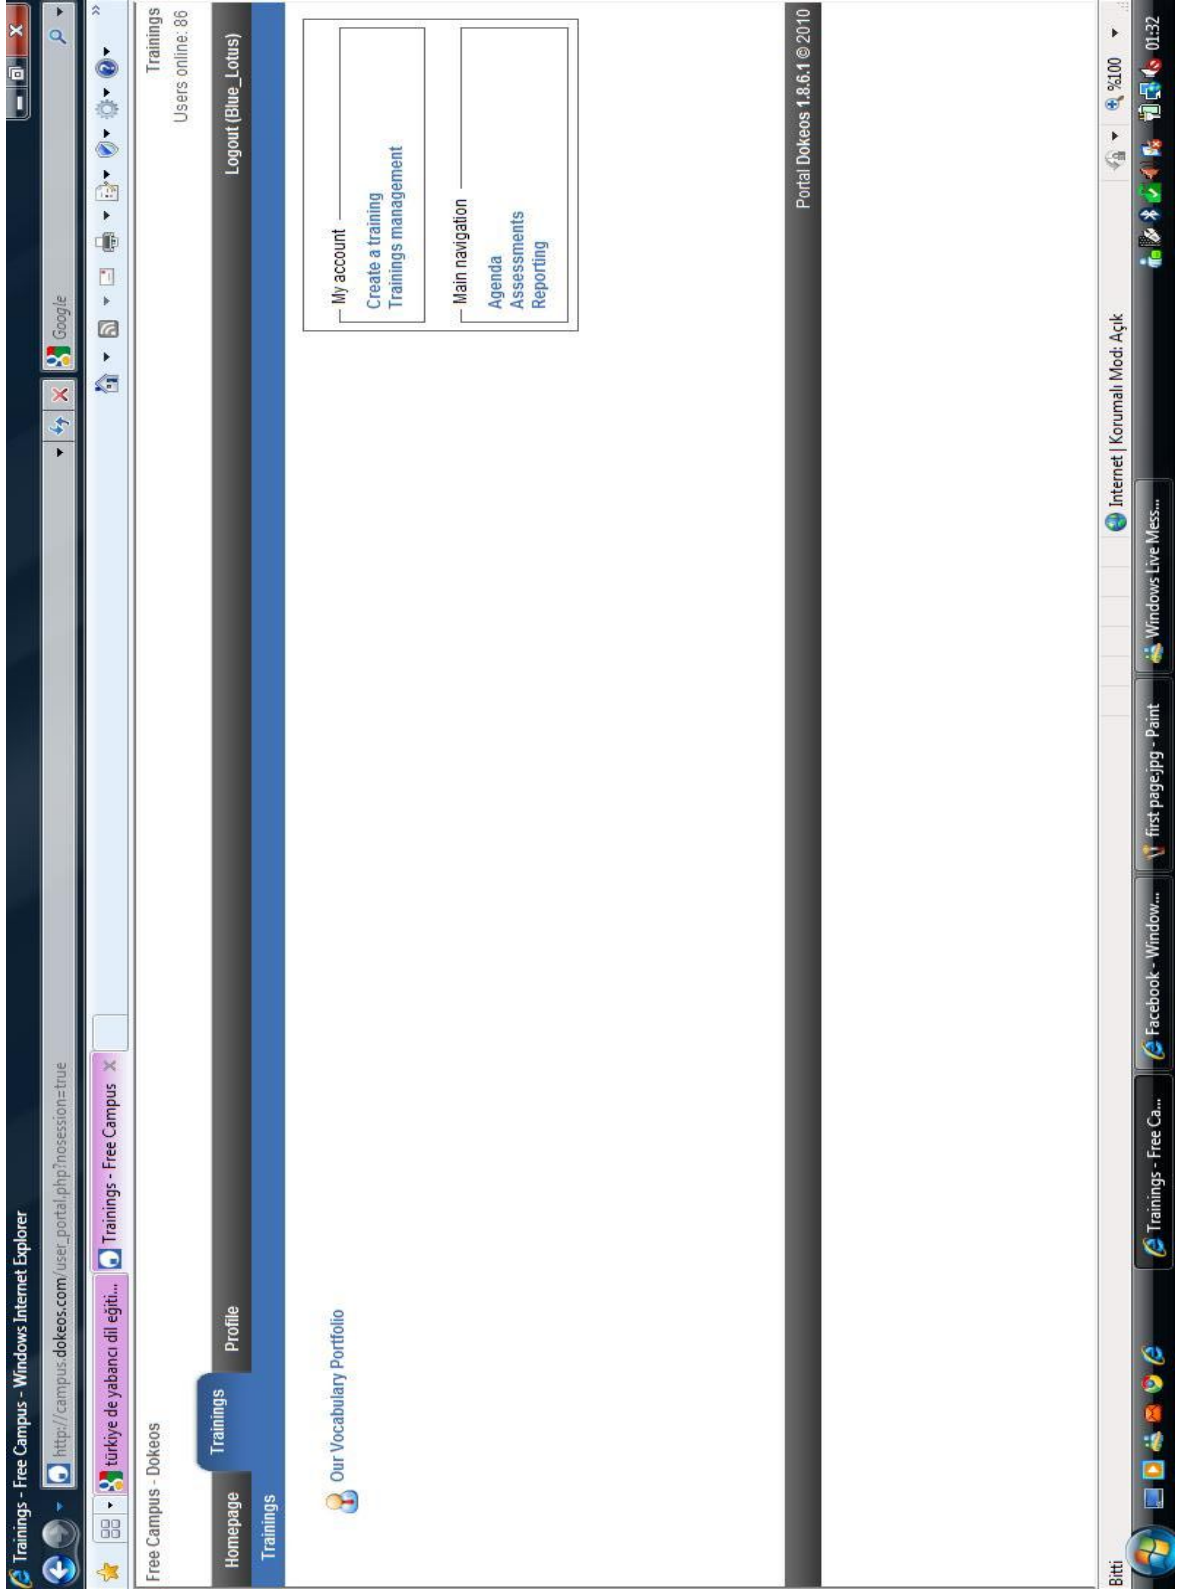 Trainings - Free Campus - Windows Internet Explorer
http://campus.dokeos.com/user_portal.php?nosession=true
Google
türkiye de yabancı dil eğiti...
Trainings - Free Campus
Free Campus - Dokeos
Trainings
Users online: 86
Homepage
Trainings
Profile
Logout (Blue_Lotus)
Trainings
Our Vocabulary Portfolio
My account
Create a training
Trainings management
Main navigation
Agenda
Assessments
Reporting
Portal Dokeos 1.8.6.1 © 2010
Bitti
Internet | Korumalı Mod: Açık
%100
Trainings - Free Ca...
Facebook - Window...
first page.jpg - Paint
Windows Live Mess...
01:32